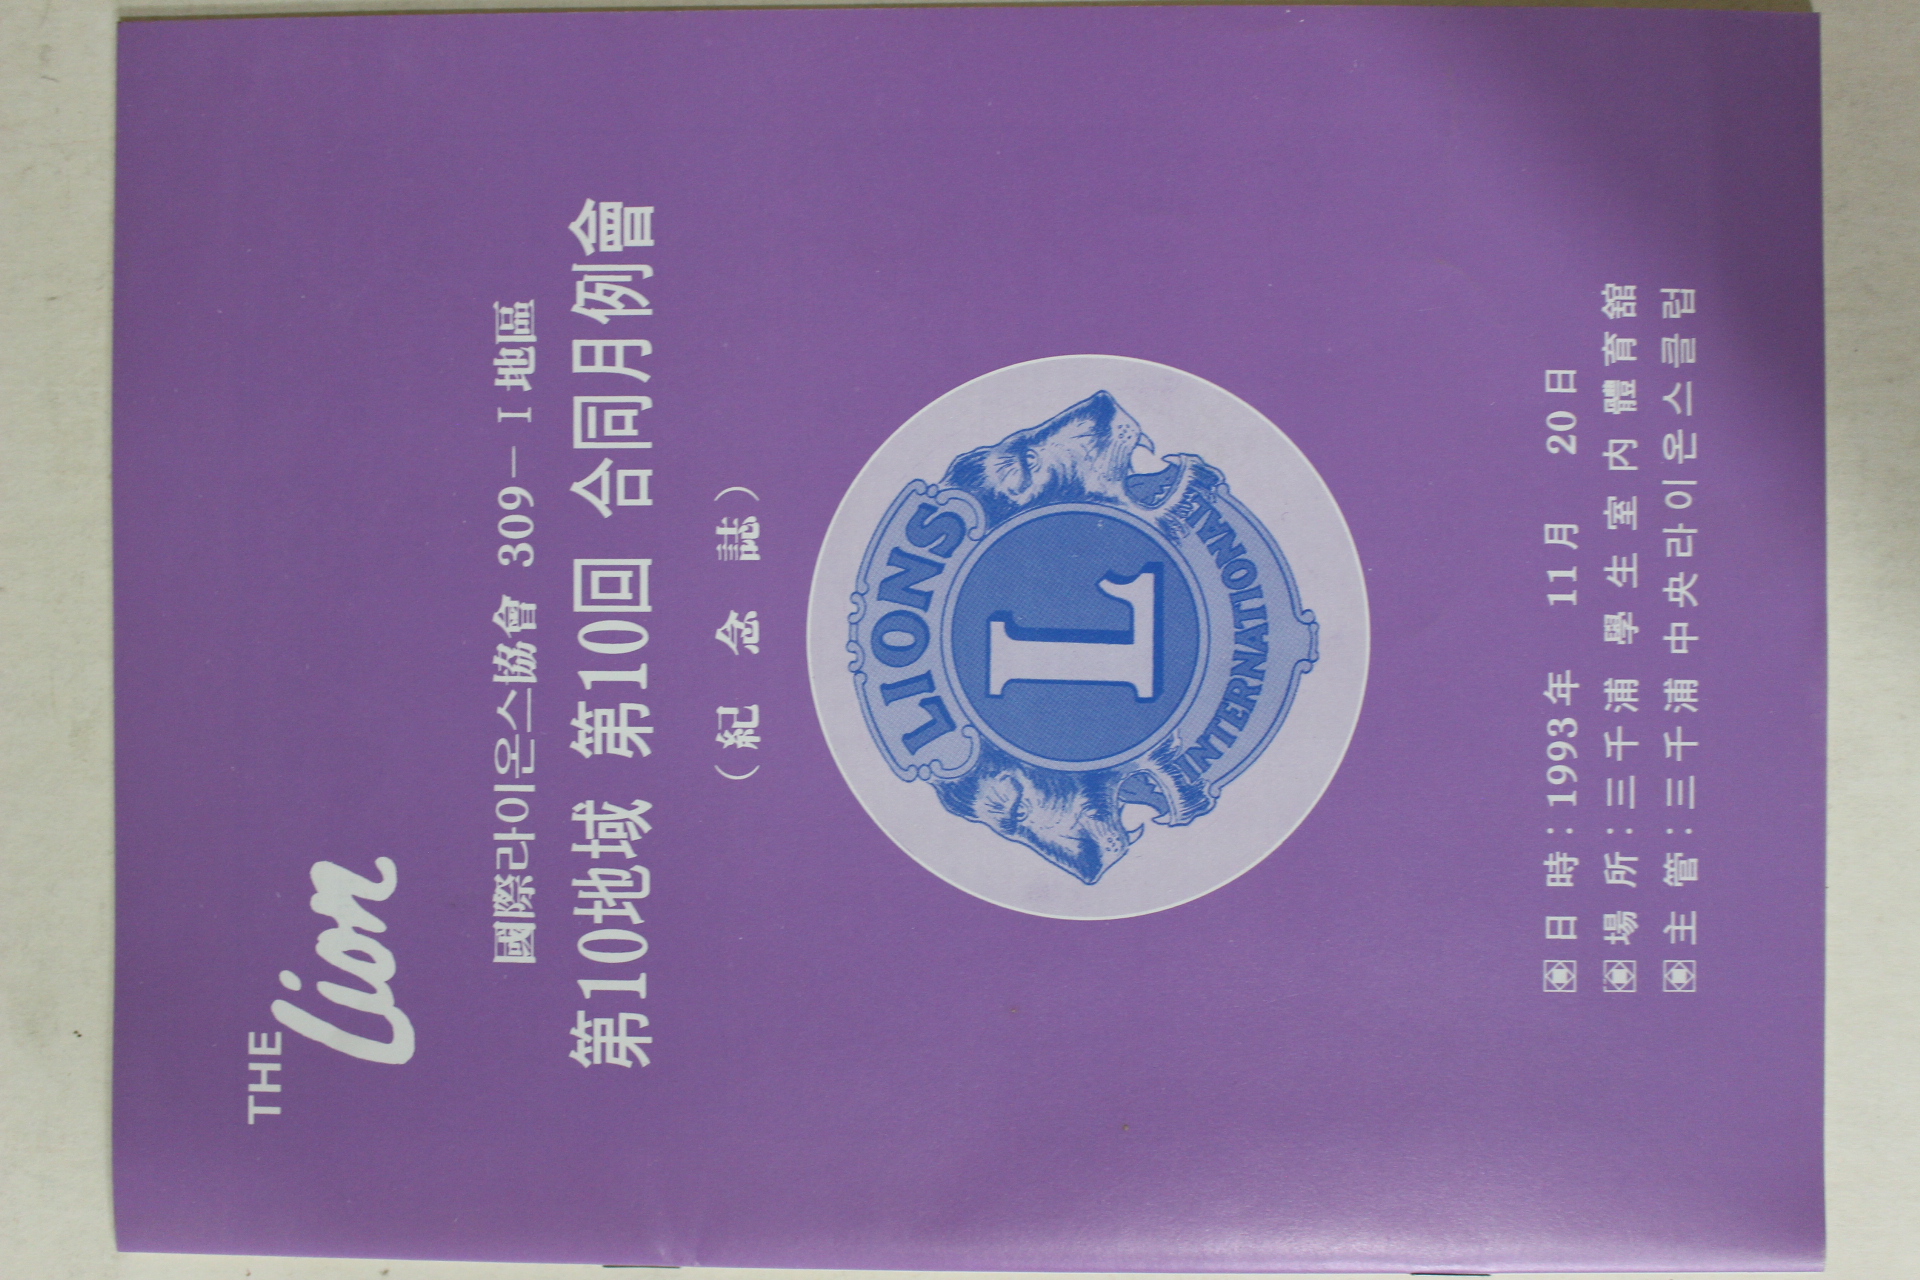 THE
Lion
國際라이온스協會 309-Ⅰ地區
第10地域 第10回 合同月例會
(紀 念 誌)
LIONS
L
INTERNATIONAL
日 時 : 1993年 11月 20日
場 所 : 三千浦 學生室内 體育舘
主 管 : 三千浦 中央라이온스클럽